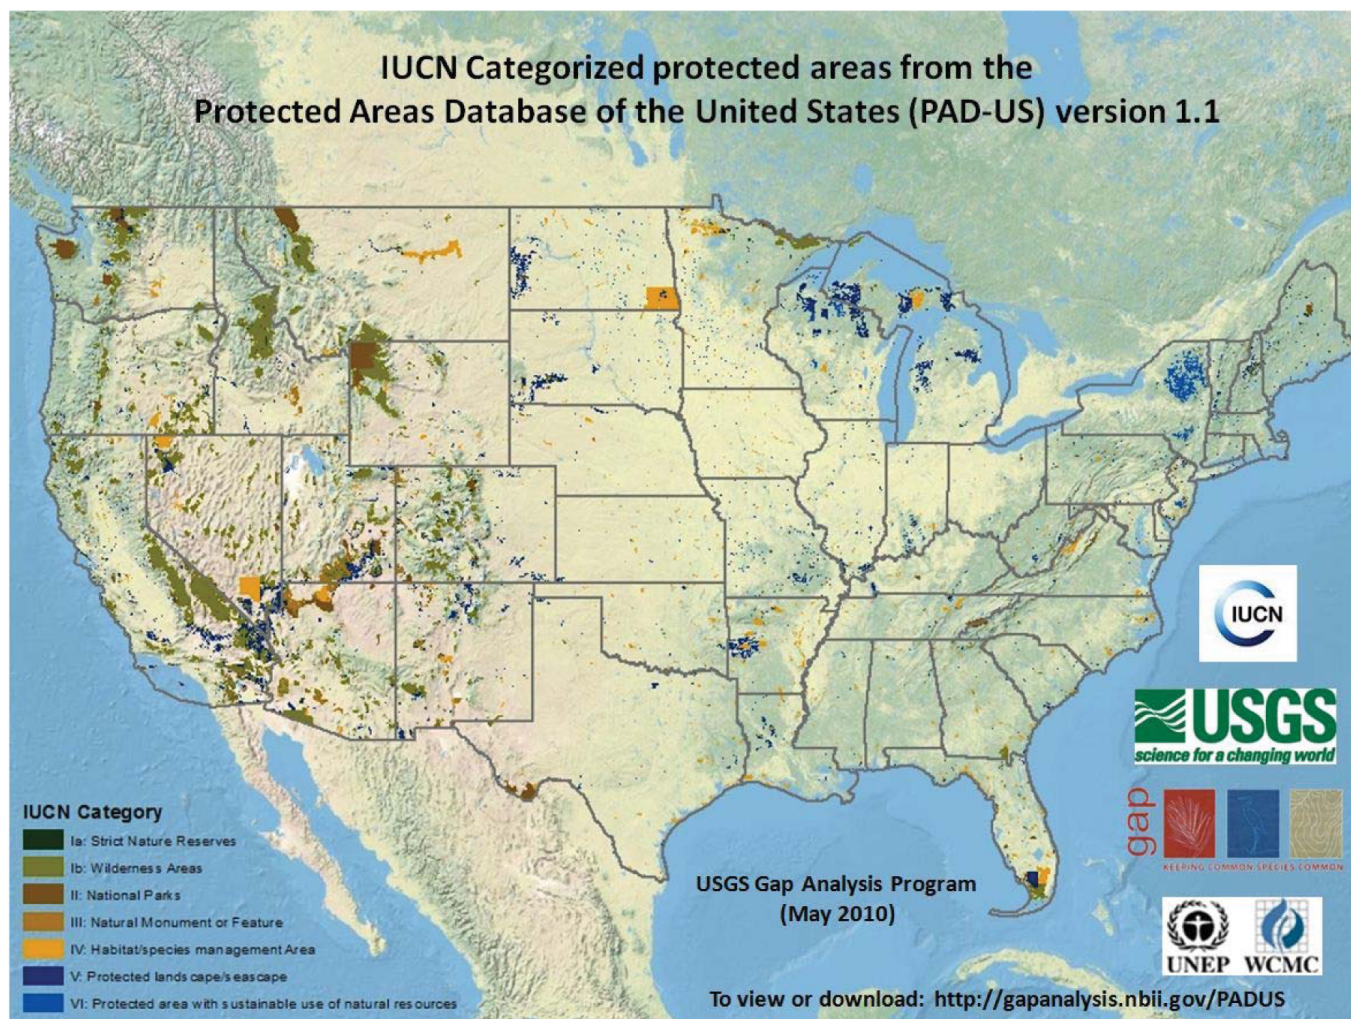 IUCN Categorized protected areas from the
Protected Areas Database of the United States (PAD-US) version 1.1
IUCN
USGS
science for a changing world
gap
KEEPING COMMON SPECIES COMMON
UNEP WCMC
IUCN Category
Ia: Strict Nature Reserves
Ib: Wilderness Areas
II: National Parks
III: Natural Monument or Feature
IV: Habitat/species management Area
V: Protected landscape/seascape
VI: Protected area with sustainable use of natural resources
USGS Gap Analysis Program
(May 2010)
To view or download: http://gapanalysis.nbii.gov/PADUS